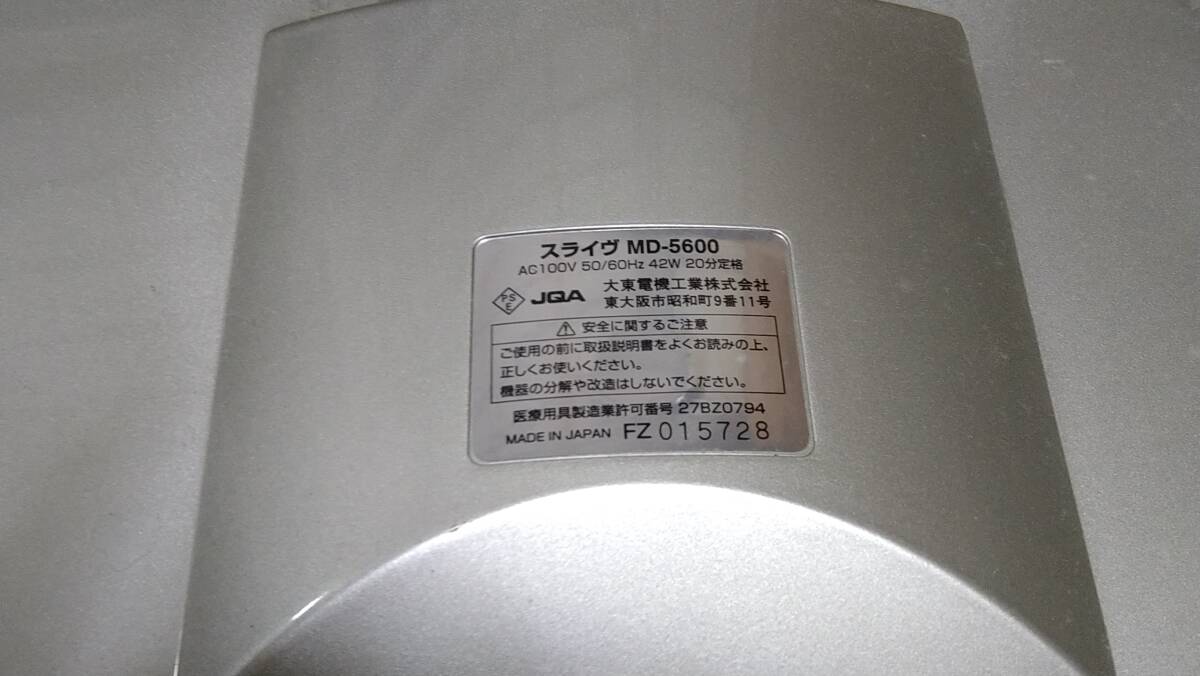 スライヴ MD-5600
AC100V 50/60Hz 42W 20分定格
PSE JQA 大東電機工業株式会社
東大阪市昭和町9番11号
⚠ 安全に関するご注意
ご使用の前に取扱説明書をよくお読みの上、
正しくお使いください。
機器の分解や改造はしないでください。
医療用具製造業許可番号 27BZ0794
MADE IN JAPAN FZ 015728